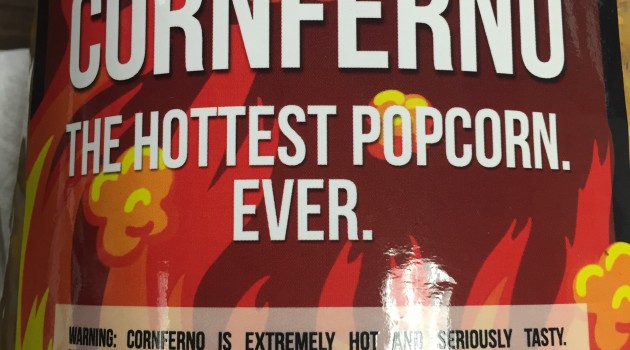 CORNFERNO
THE HOTTEST POPCORN.
EVER.
WARNING: CORNFERNO IS EXTREMELY HOT AND SERIOUSLY TASTY.